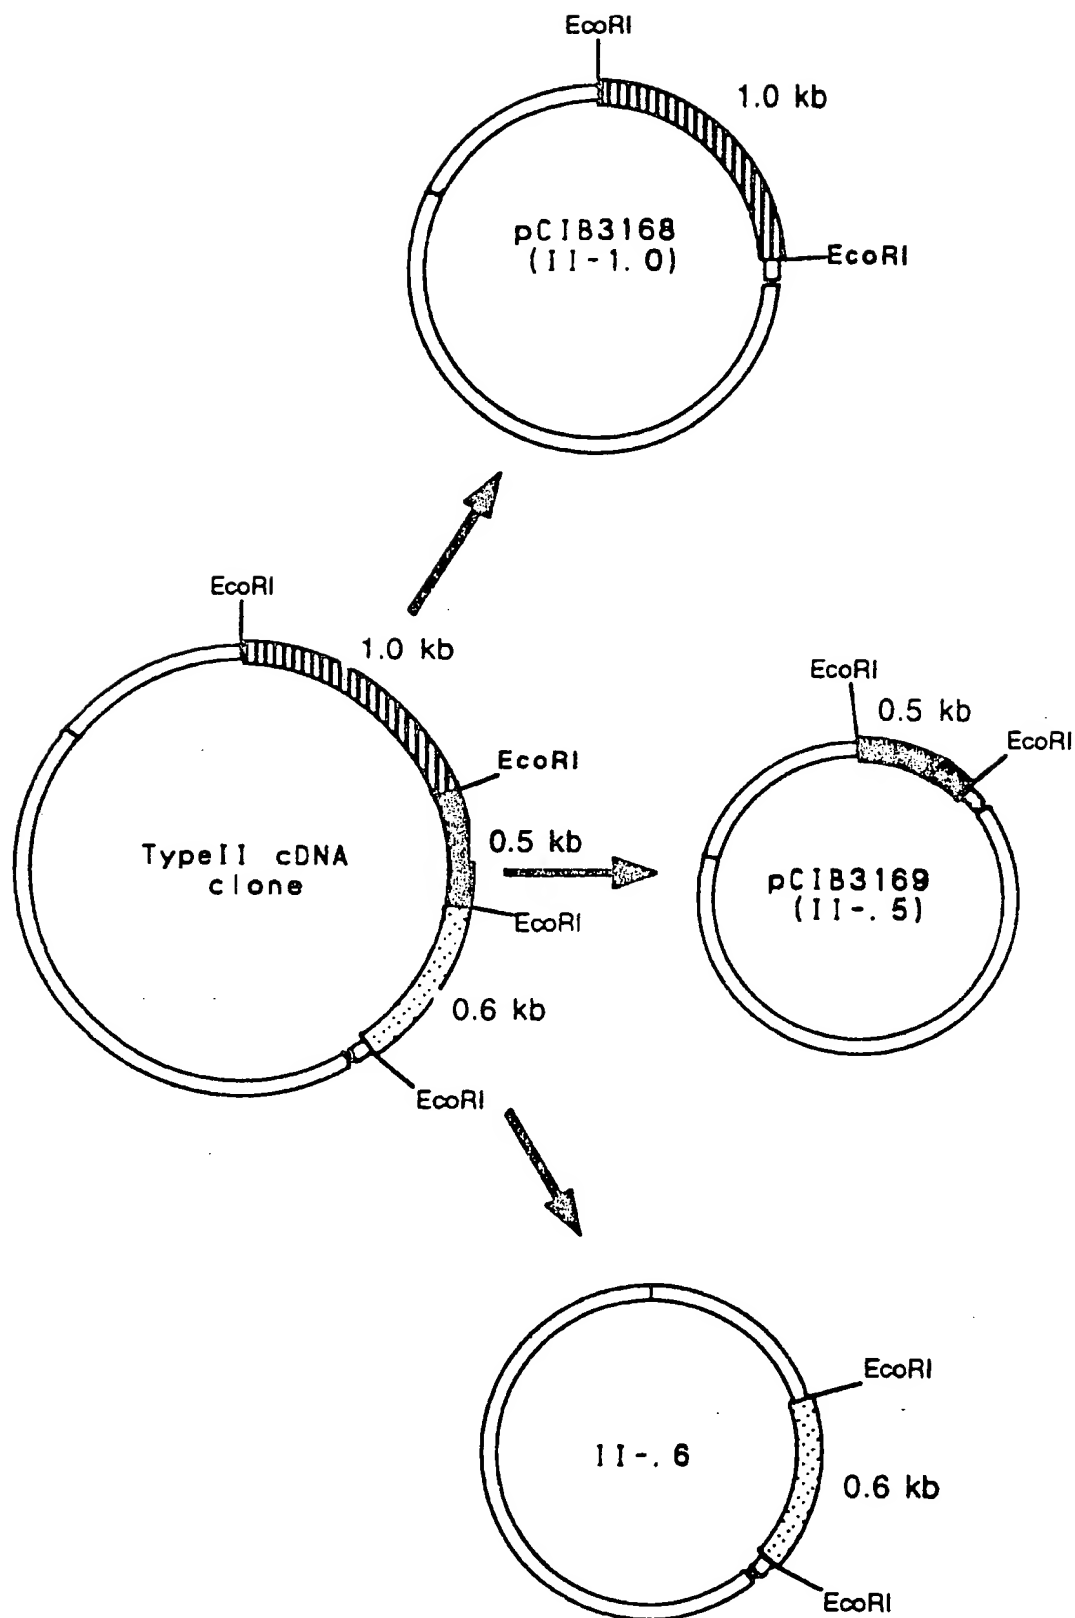 EcoRI
1.0 kb
pCIB3168
(II-1.0)
EcoRI
EcoRI
1.0 kb
EcoRI
0.5 kb
TypeII cDNA
clone
EcoRI
0.6 kb
EcoRI
EcoRI
0.5 kb
EcoRI
pCIB3169
(II-.5)
EcoRI
II-.6
0.6 kb
EcoRI